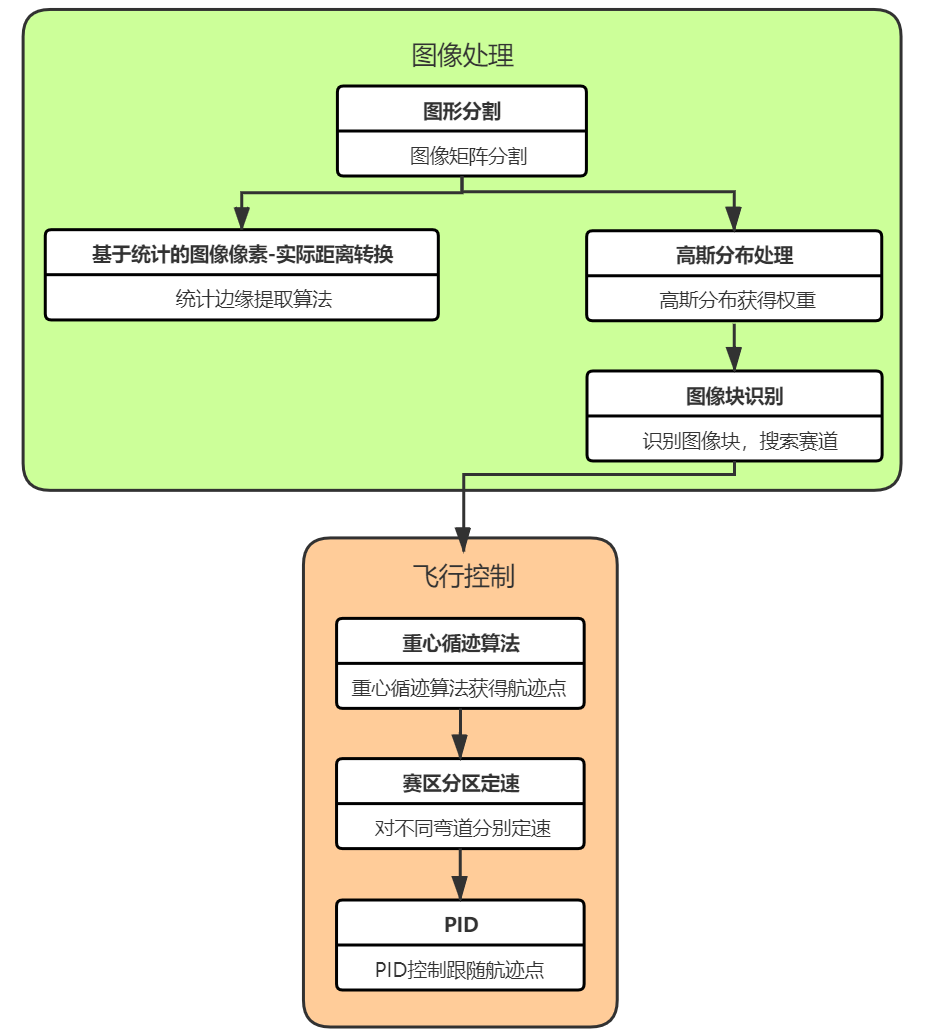 图像处理
图形分割
图像矩阵分割
基于统计的图像像素-实际距离转换
统计边缘提取算法
高斯分布处理
高斯分布获得权重
图像块识别
识别图像块，搜索赛道
飞行控制
重心循迹算法
重心循迹算法获得航迹点
赛区分区定速
对不同弯道分别定速
PID
PID控制跟随航迹点